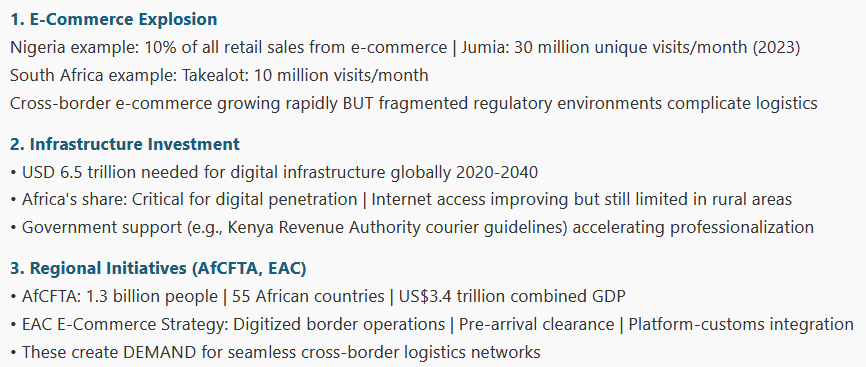 1. E-Commerce Explosion
Nigeria example: 10% of all retail sales from e-commerce | Jumia: 30 million unique visits/month (2023)
South Africa example: Takealot: 10 million visits/month
Cross-border e-commerce growing rapidly BUT fragmented regulatory environments complicate logistics
2. Infrastructure Investment
• USD 6.5 trillion needed for digital infrastructure globally 2020-2040
• Africa's share: Critical for digital penetration | Internet access improving but still limited in rural areas
• Government support (e.g., Kenya Revenue Authority courier guidelines) accelerating professionalization
3. Regional Initiatives (AfCFTA, EAC)
• AfCFTA: 1.3 billion people | 55 African countries | US$3.4 trillion combined GDP
• EAC E-Commerce Strategy: Digitized border operations | Pre-arrival clearance | Platform-customs integration
• These create DEMAND for seamless cross-border logistics networks